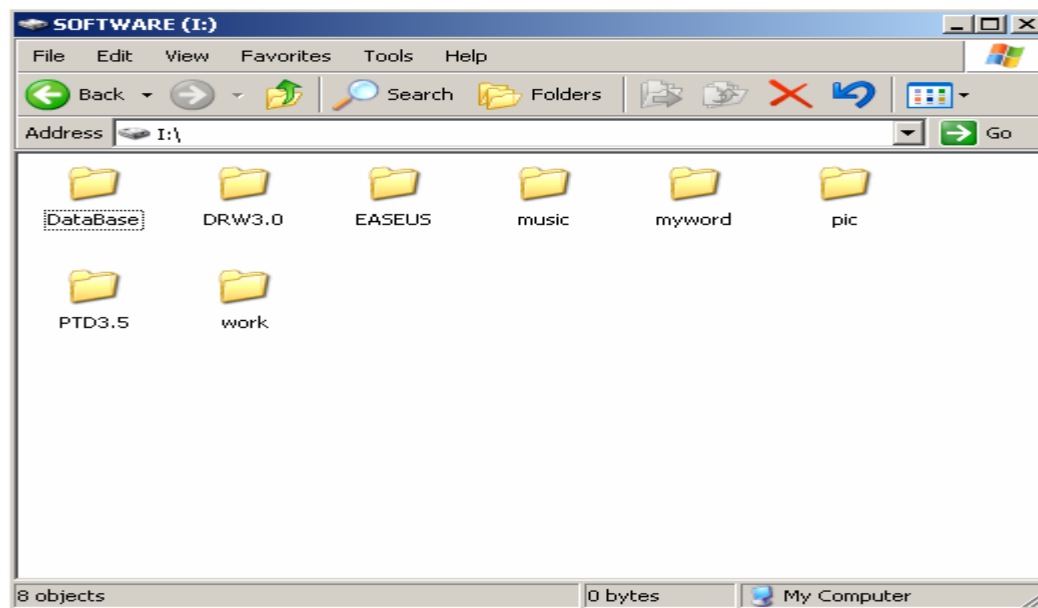 SOFTWARE (I:)
File Edit View Favorites Tools Help
Back Search Folders
Address I:\ Go
DataBase DRW3.0 EASEUS music myword pic
PTD3.5 work
8 objects 0 bytes My Computer